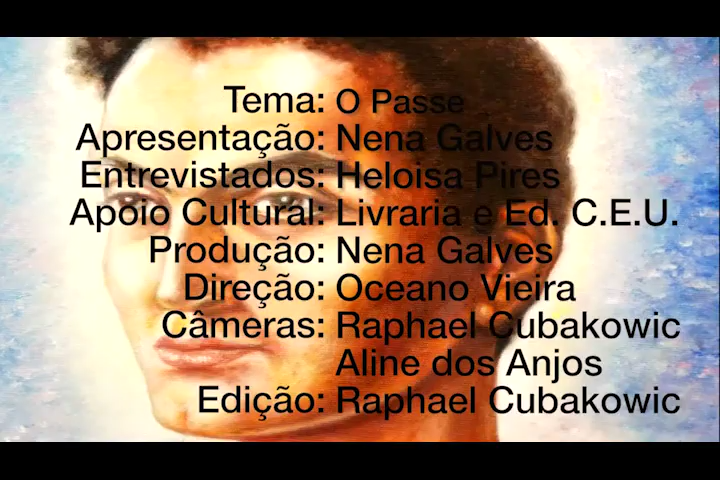 Tema: O Passe
Apresentação: Nena Galves
Entrevistados: Heloisa Pires
Apoio Cultural: Livraria e Ed. C.E.U.
Produção: Nena Galves
Direção: Oceano Vieira
Câmeras: Raphael Cubakowic
Aline dos Anjos
Edição: Raphael Cubakowic